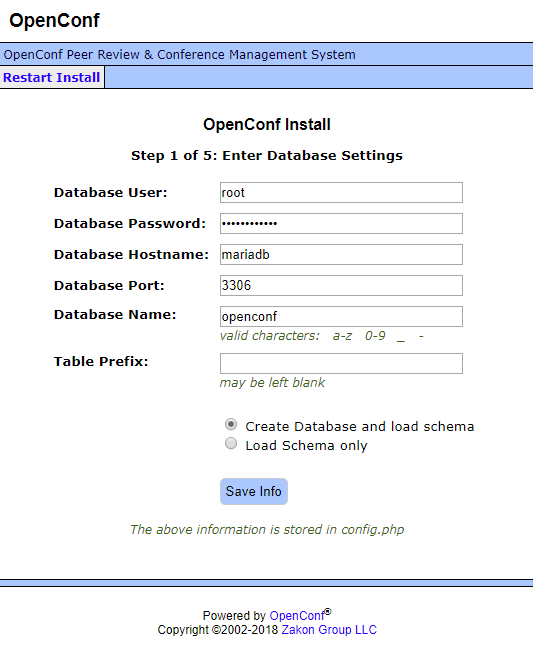 OpenConf
OpenConf Peer Review & Conference Management System
Restart Install
OpenConf Install
Step 1 of 5: Enter Database Settings
Database User: root
Database Password: ••••••••••••
Database Hostname: mariadb
Database Port: 3306
Database Name: openconf
valid characters: a-z 0-9 _ -
Table Prefix:
may be left blank
Create Database and load schema
Load Schema only
Save Info
The above information is stored in config.php
Powered by OpenConf®
Copyright ©2002-2018 Zakon Group LLC